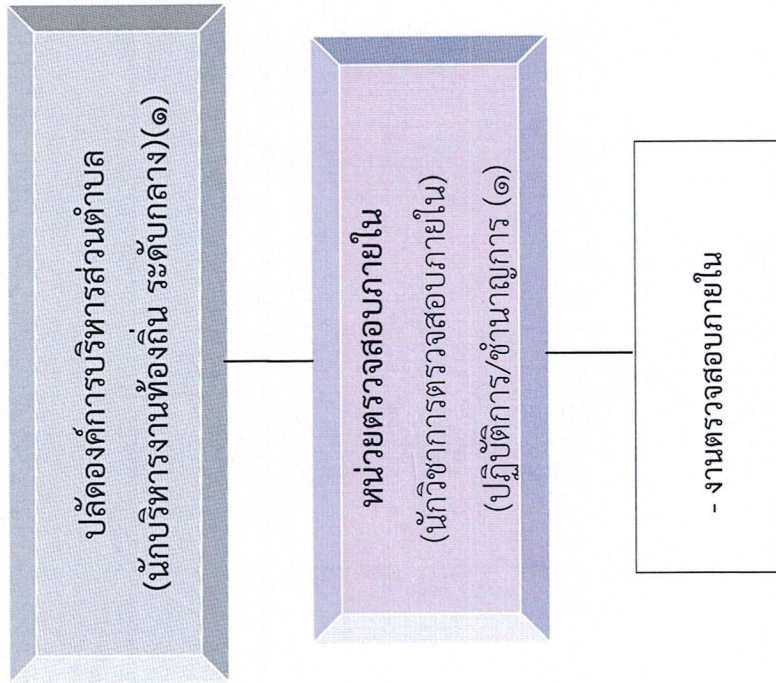 ปลัดองค์การบริหารส่วนตำบล
(นักบริหารงานท้องถิ่น ระดับกลาง)(๑)
หน่วยตรวจสอบภายใน
(นักวิชาการตรวจสอบภายใน)
(ปฏิบัติการ/ชำนาญการ (๑)
- งานตรวจสอบภายใน